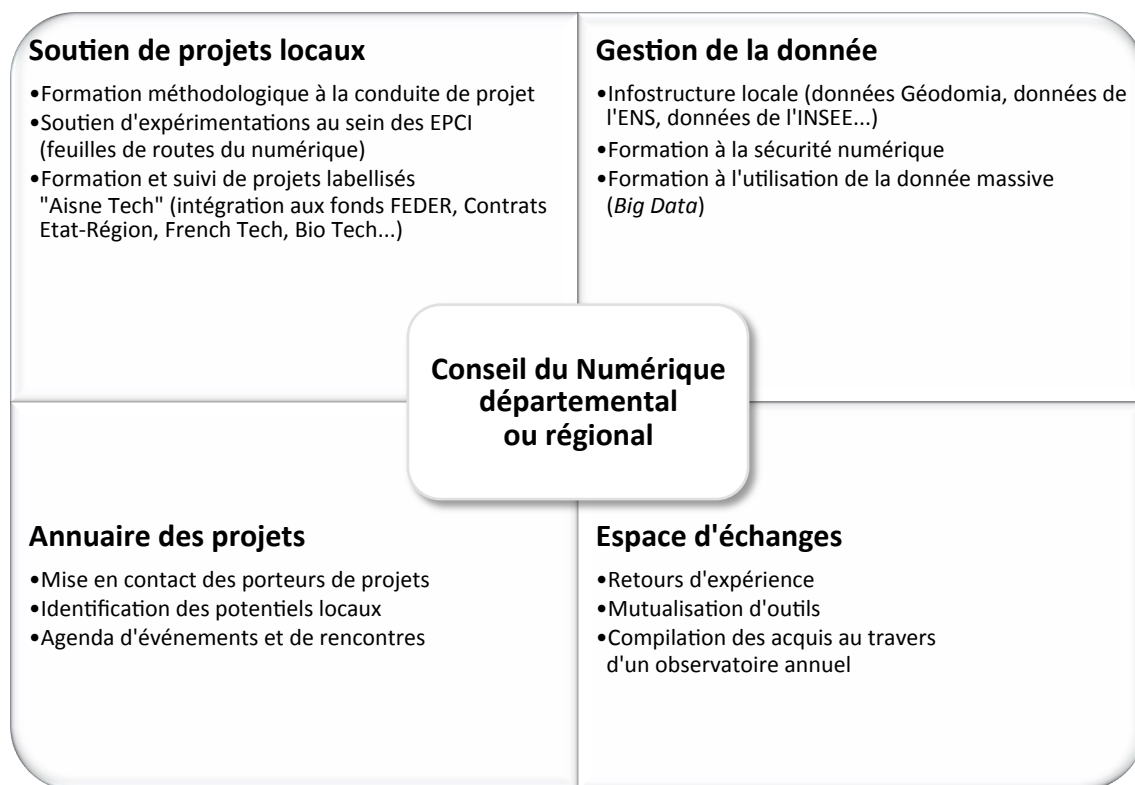 Soutien de projets locaux
•Formation méthodologique à la conduite de projet
•Soutien d'expérimentations au sein des EPCI
(feuilles de routes du numérique)
•Formation et suivi de projets labellisés
"Aisne Tech" (intégration aux fonds FEDER, Contrats
Etat-Région, French Tech, Bio Tech...)
Gestion de la donnée
•Infostructure locale (données Géodomia, données de
l'ENS, données de l'INSEE...)
•Formation à la sécurité numérique
•Formation à l'utilisation de la donnée massive
(Big Data)
Conseil du Numérique
départemental
ou régional
Annuaire des projets
•Mise en contact des porteurs de projets
•Identification des potentiels locaux
•Agenda d'événements et de rencontres
Espace d'échanges
•Retours d'expérience
•Mutualisation d'outils
•Compilation des acquis au travers
d'un observatoire annuel